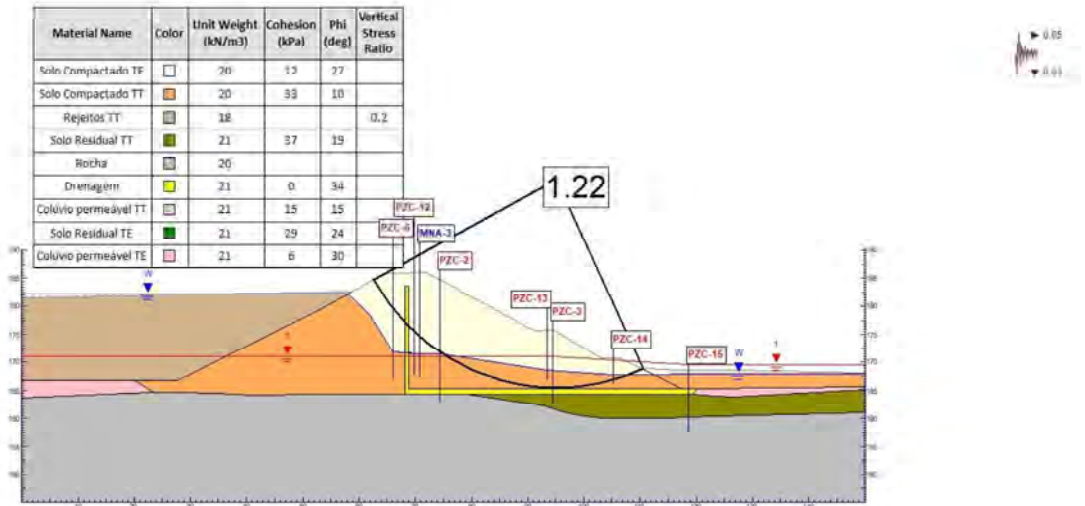 Material Name Color Unit Weight (kN/m3) Cohesion (kPa) Phi (deg) Vertical Stress Ratio
Solo Compactado TE 20 12 27
Solo Compactado TT 20 33 10
Rejeitos TT 18 0.2
Solo Residual TT 21 37 19
Rocha 20
Drenagem 21 0 34
Colúvio permeável TT 21 15 15
Solo Residual TE 21 29 24
Colúvio permeável TE 21 6 30
0.05
0.03
1.22
PZC-12
PZC-6
MNA-3
PZC-2
PZC-13
PZC-3
PZC-14
PZC-15
W
W
1